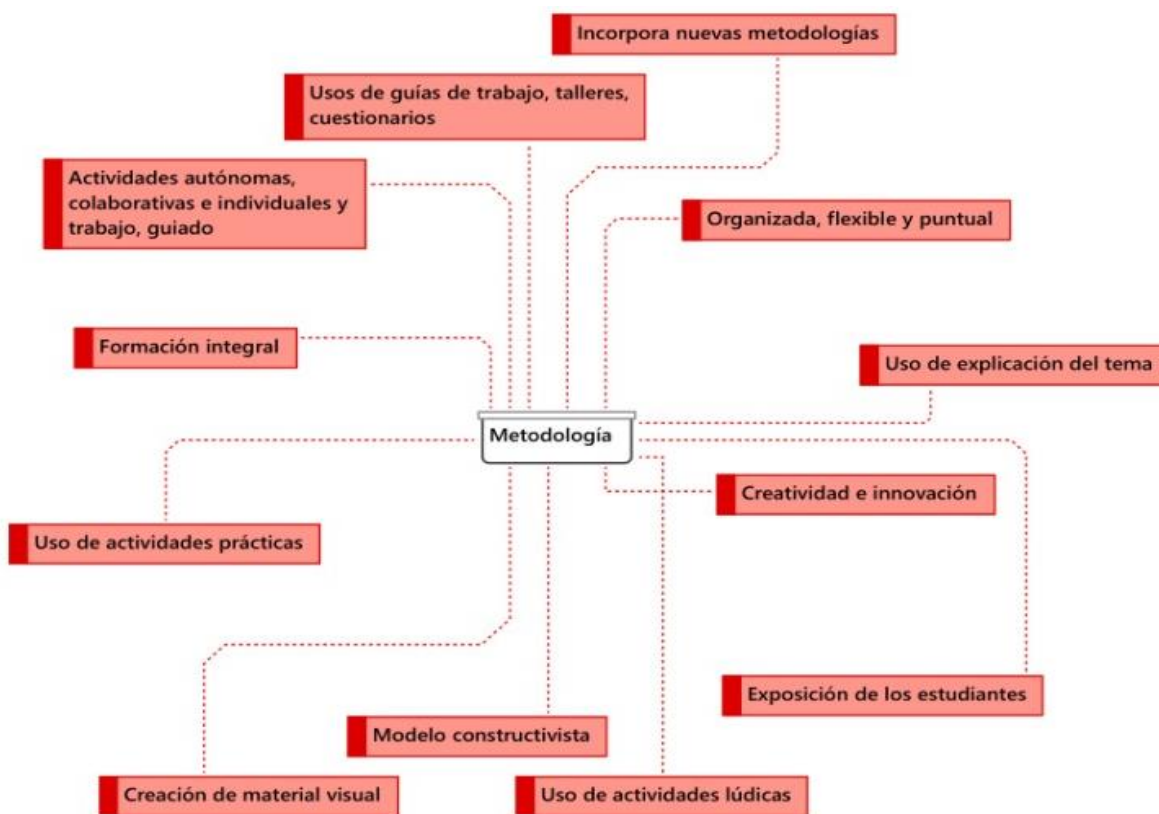 Incorpora nuevas metodologías
Usos de guías de trabajo, talleres,
cuestionarios
Actividades autónomas,
colaborativas e individuales y
trabajo, guiado
Organizada, flexible y puntual
Formación integral
Uso de explicación del tema
Metodología
Creatividad e innovación
Uso de actividades prácticas
Exposición de los estudiantes
Modelo constructivista
Creación de material visual
Uso de actividades lúdicas